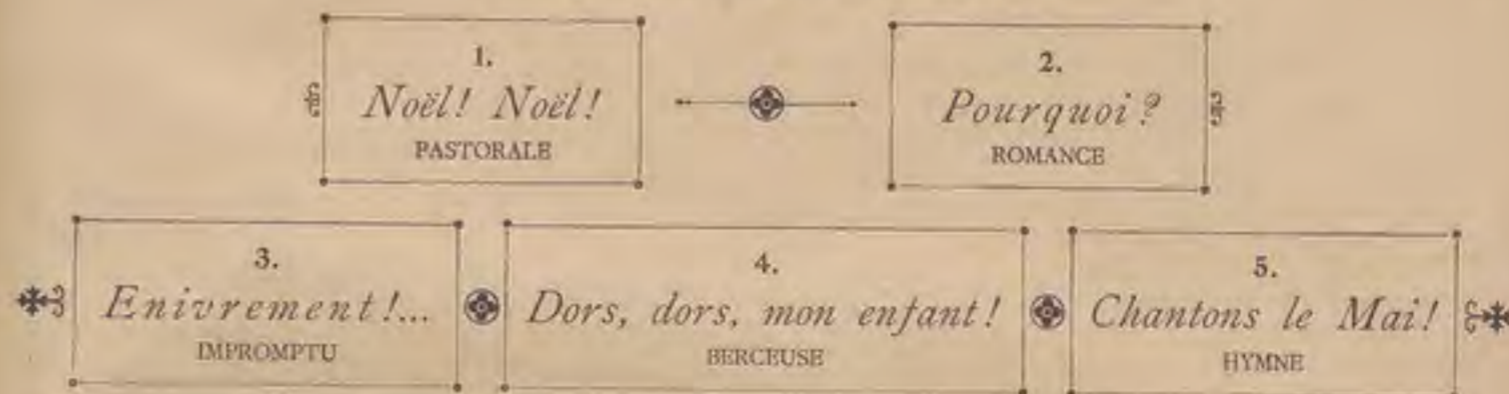 1.
Noël! Noël!
PASTORALE
2.
Pourquoi?
ROMANCE
3.
Enivrement!...
IMPROMPTU
4.
Dors, dors, mon enfant!
BERCEUSE
5.
Chantons le Mai!
HYMNE